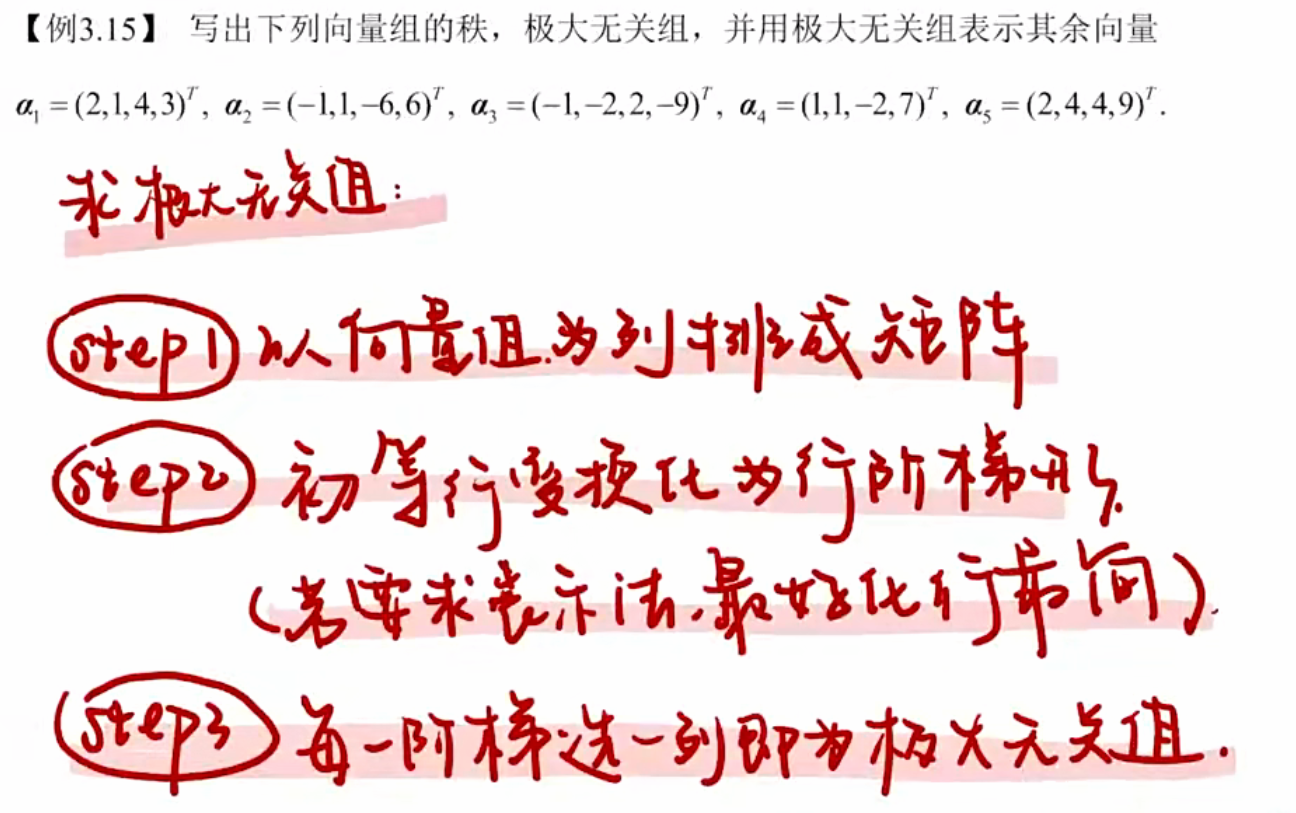 【例3.15】 写出下列向量组的秩，极大无关组，并用极大无关组表示其余向量
α₁ = (2,1,4,3)ᵀ, α₂ = (−1,1,−6,6)ᵀ, α₃ = (−1,−2,2,−9)ᵀ, α₄ = (1,1,−2,7)ᵀ, α₅ = (2,4,4,9)ᵀ.
求极大无关组：
step1 以向量组为列排成矩阵
step2 初等行变换化为行阶梯形.
(若要求表示法,最好化行最简).
step3 每一阶梯选一列即为极大无关组.